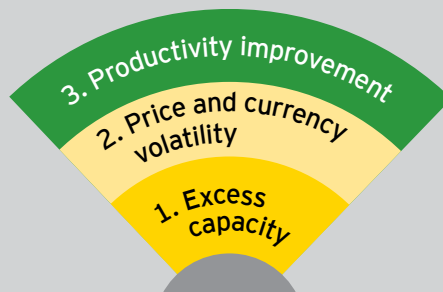 3. Productivity improvement
2. Price and currency
volatility
1. Excess
capacity